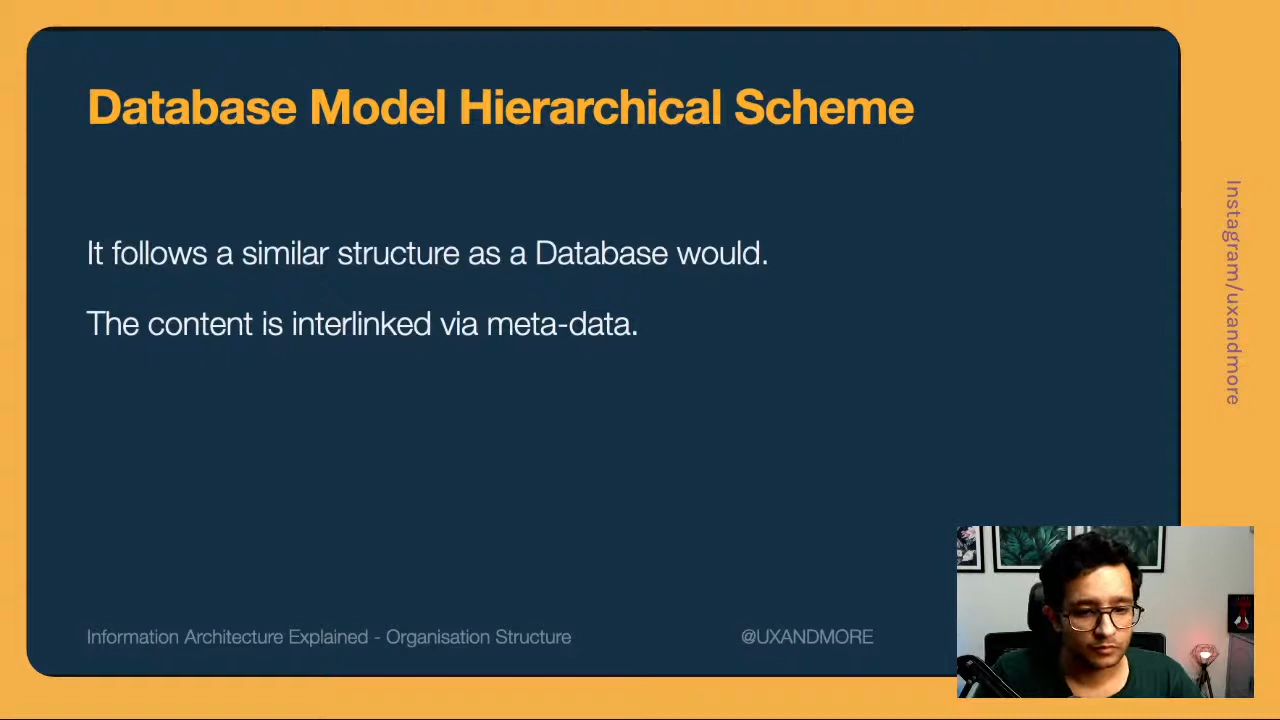 Database Model Hierarchical Scheme
It follows a similar structure as a Database would.
The content is interlinked via meta-data.
Information Architecture Explained - Organisation Structure
@UXANDMORE
Instagram/uxandmore